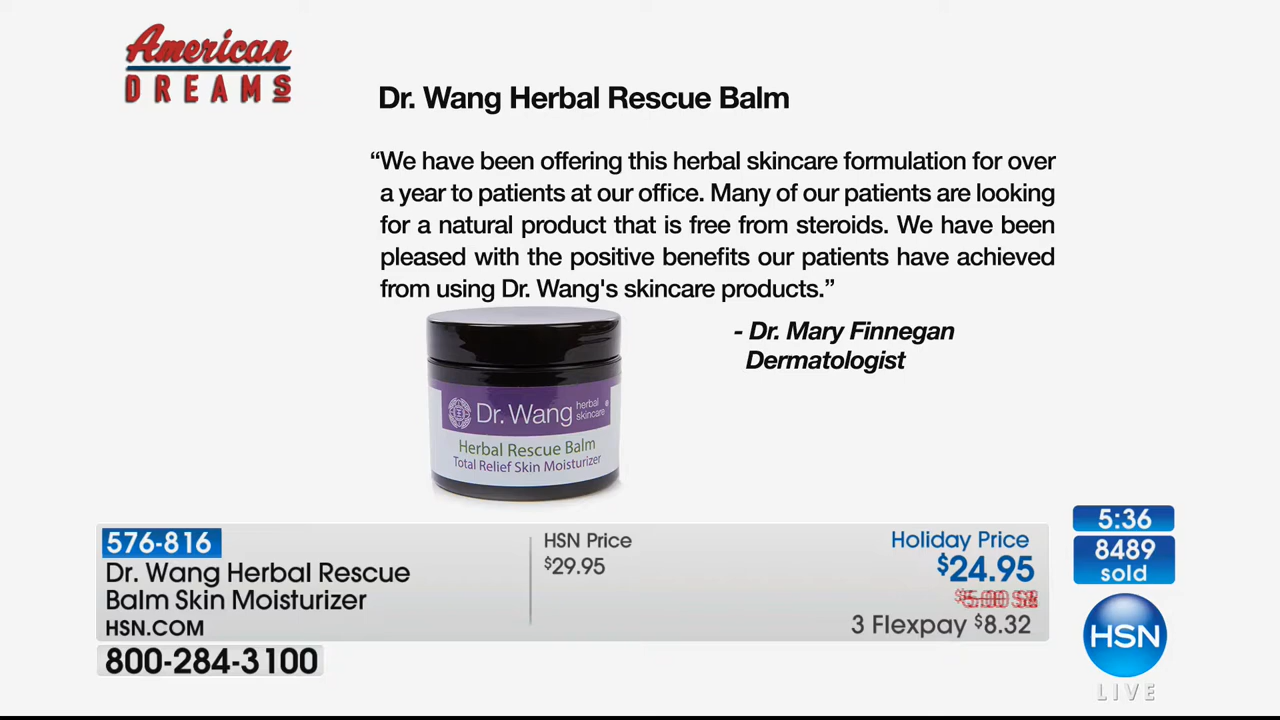 American
DREAMS
Dr. Wang Herbal Rescue Balm
“We have been offering this herbal skincare formulation for over
a year to patients at our office. Many of our patients are looking
for a natural product that is free from steroids. We have been
pleased with the positive benefits our patients have achieved
from using Dr. Wang's skincare products.”
- Dr. Mary Finnegan
Dermatologist
Dr. Wang herbal skincare ®
Herbal Rescue Balm
Total Relief Skin Moisturizer
576-816
Dr. Wang Herbal Rescue
Balm Skin Moisturizer
HSN.COM
800-284-3100
HSN Price
$29.95
Holiday Price
$24.95
3 Flexpay $8.32
5:36
8489
sold
HSN
LIVE